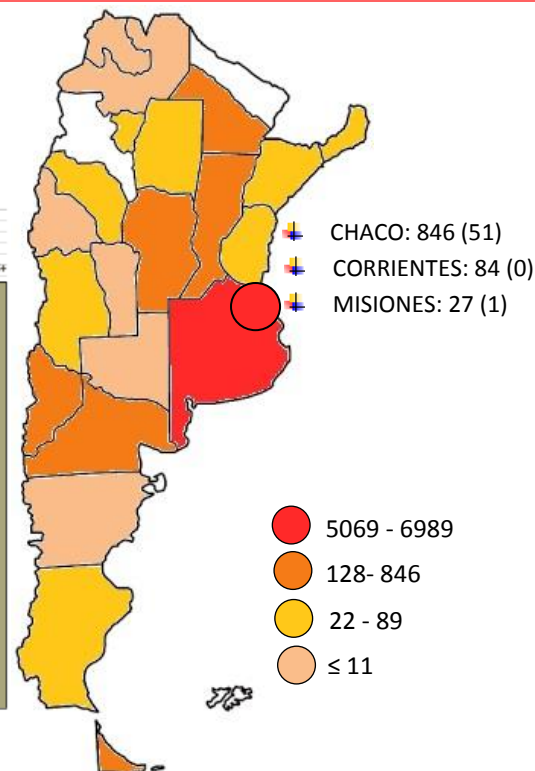 CHACO: 846 (51)
CORRIENTES: 84 (0)
MISIONES: 27 (1)
5069 - 6989
128- 846
22 - 89
≤ 11